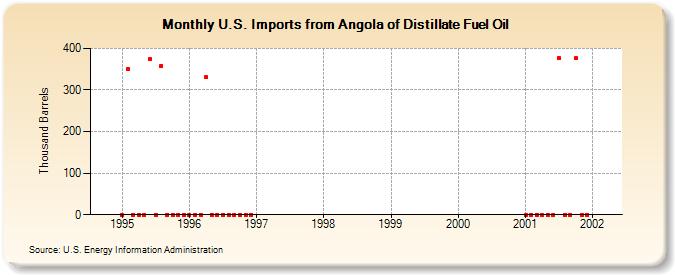 Monthly U.S. Imports from Angola of Distillate Fuel Oil
Thousand Barrels
400
300
200
100
0
1995 1996 1997 1998 1999 2000 2001 2002
Source: U.S. Energy Information Administration